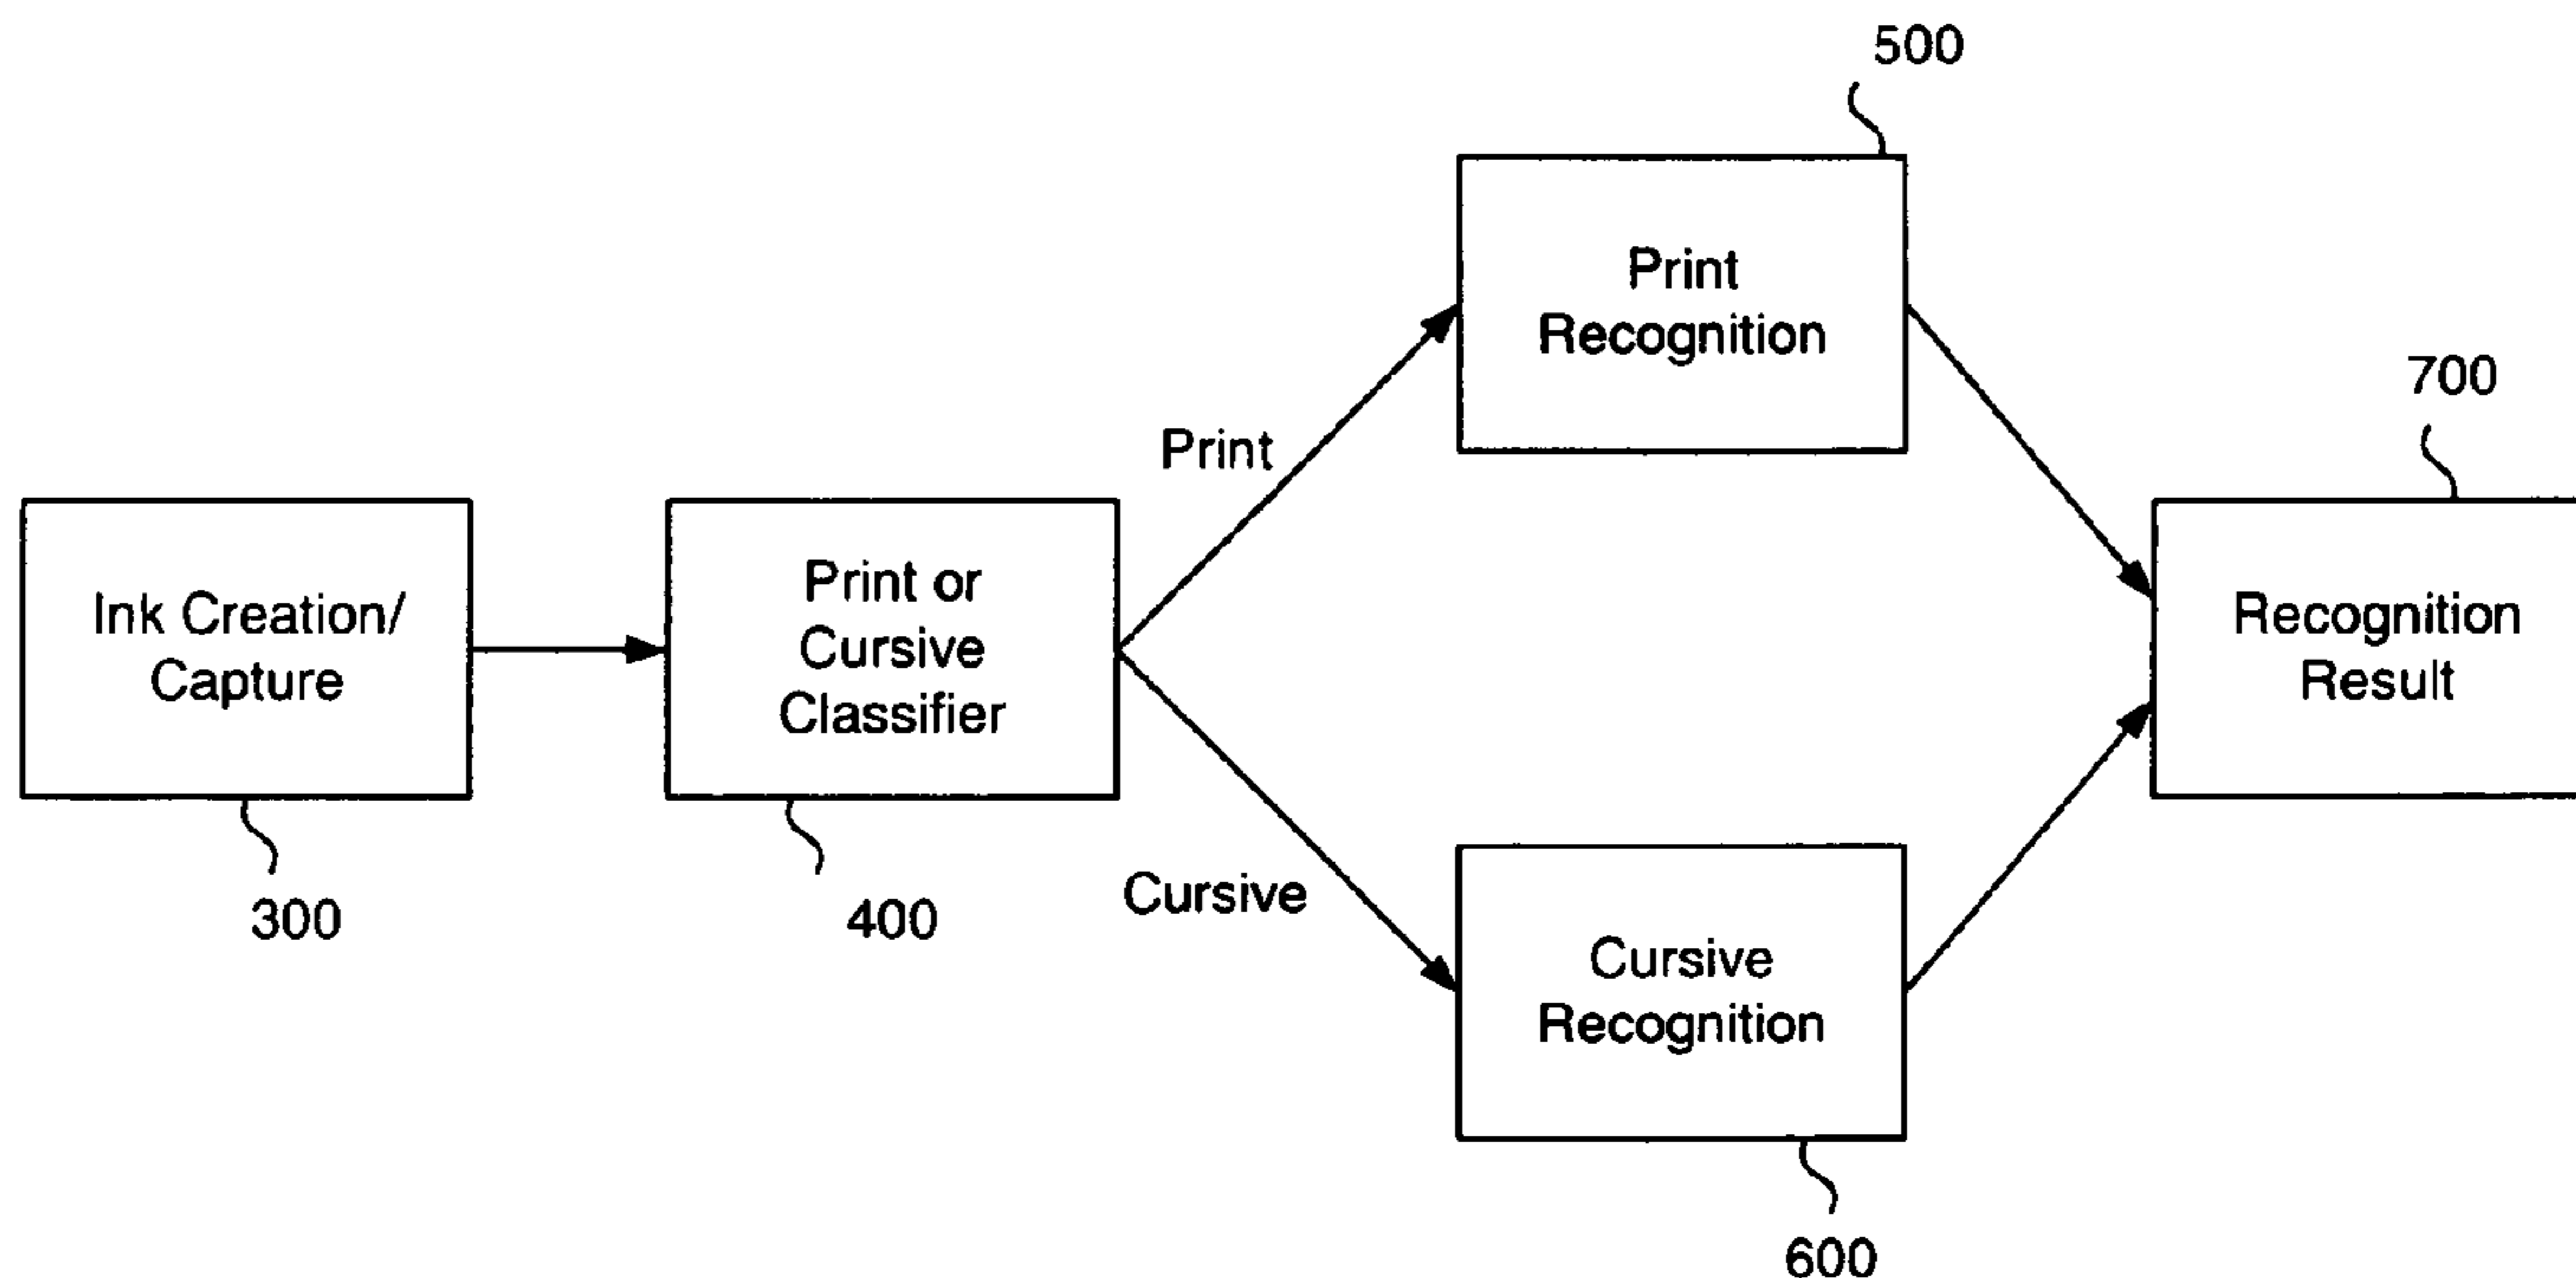 500
Print
Recognition
700
Print
Ink Creation/
Capture
300
Print or
Cursive
Classifier
400
Recognition
Result
Cursive
Cursive
Recognition
600